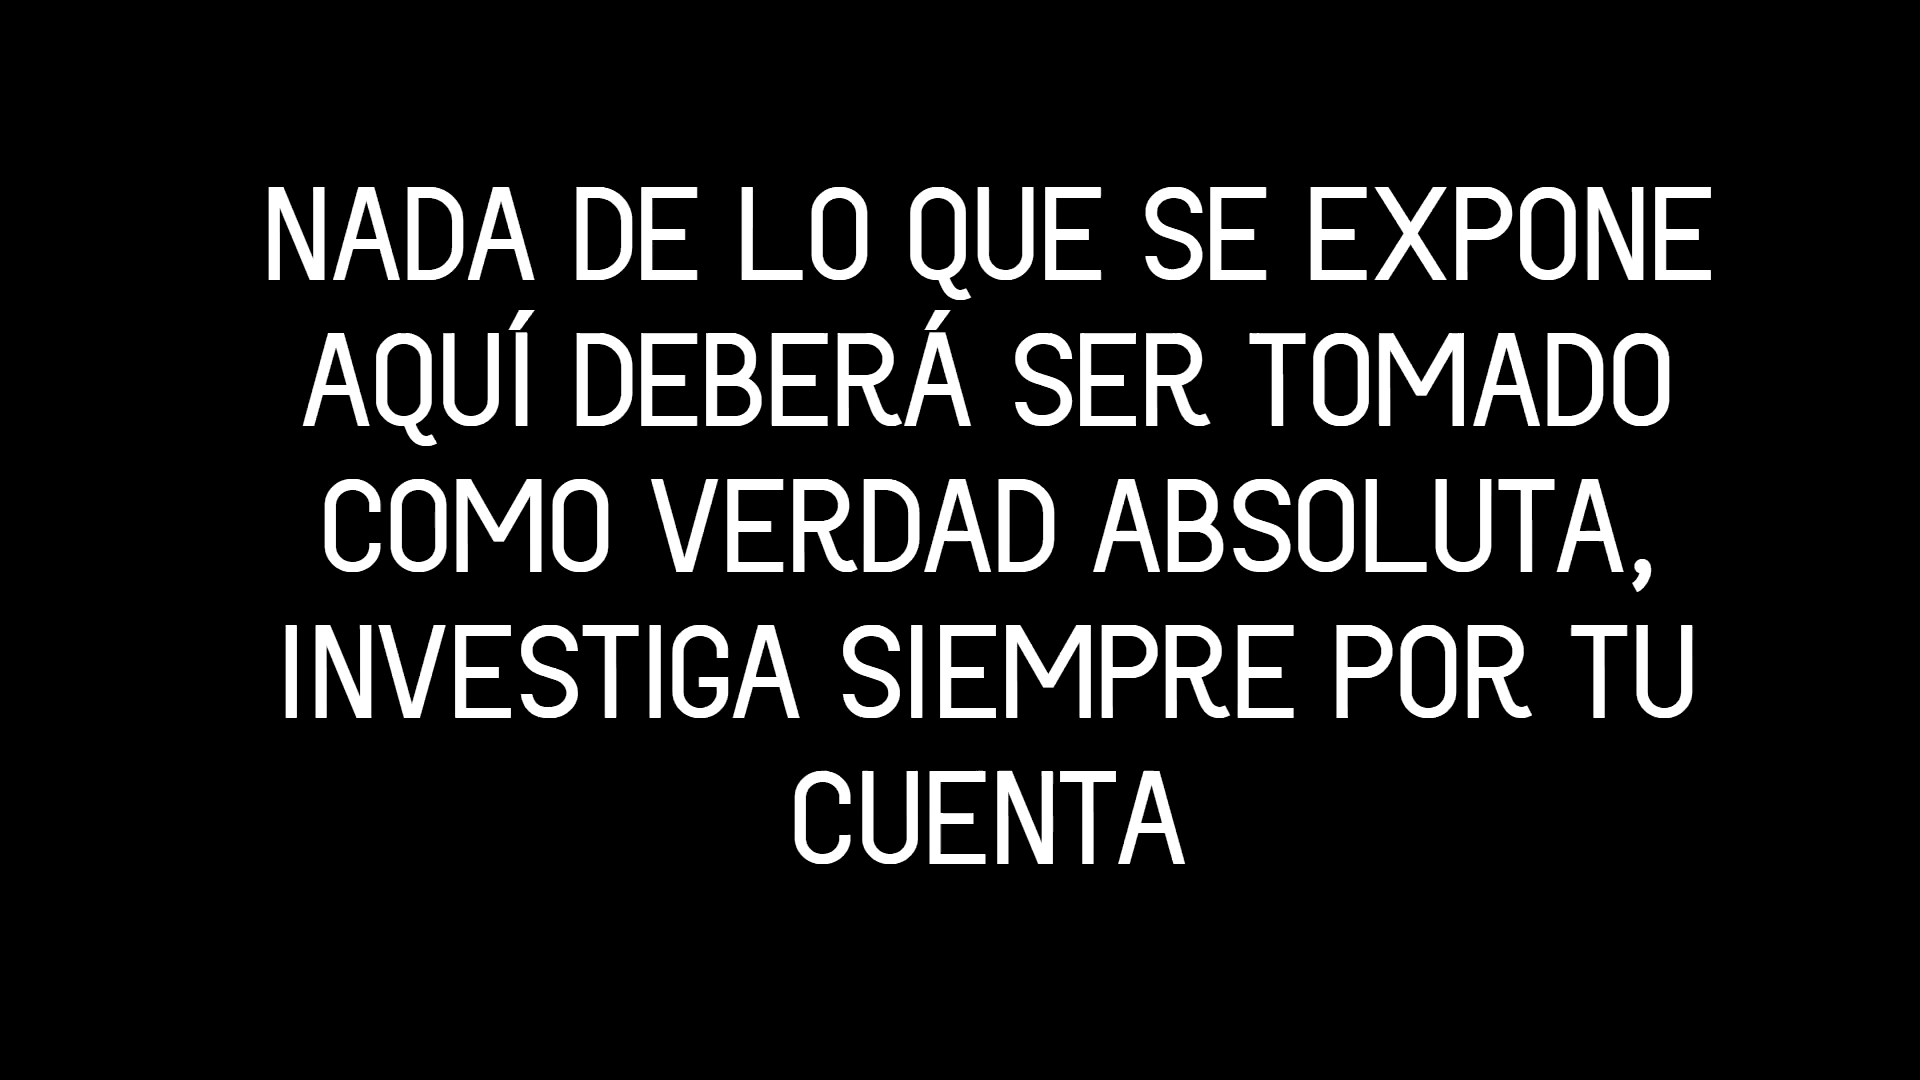 NADA DE LO QUE SE EXPONE
AQUÍ DEBERÁ SER TOMADO
COMO VERDAD ABSOLUTA,
INVESTIGA SIEMPRE POR TU
CUENTA